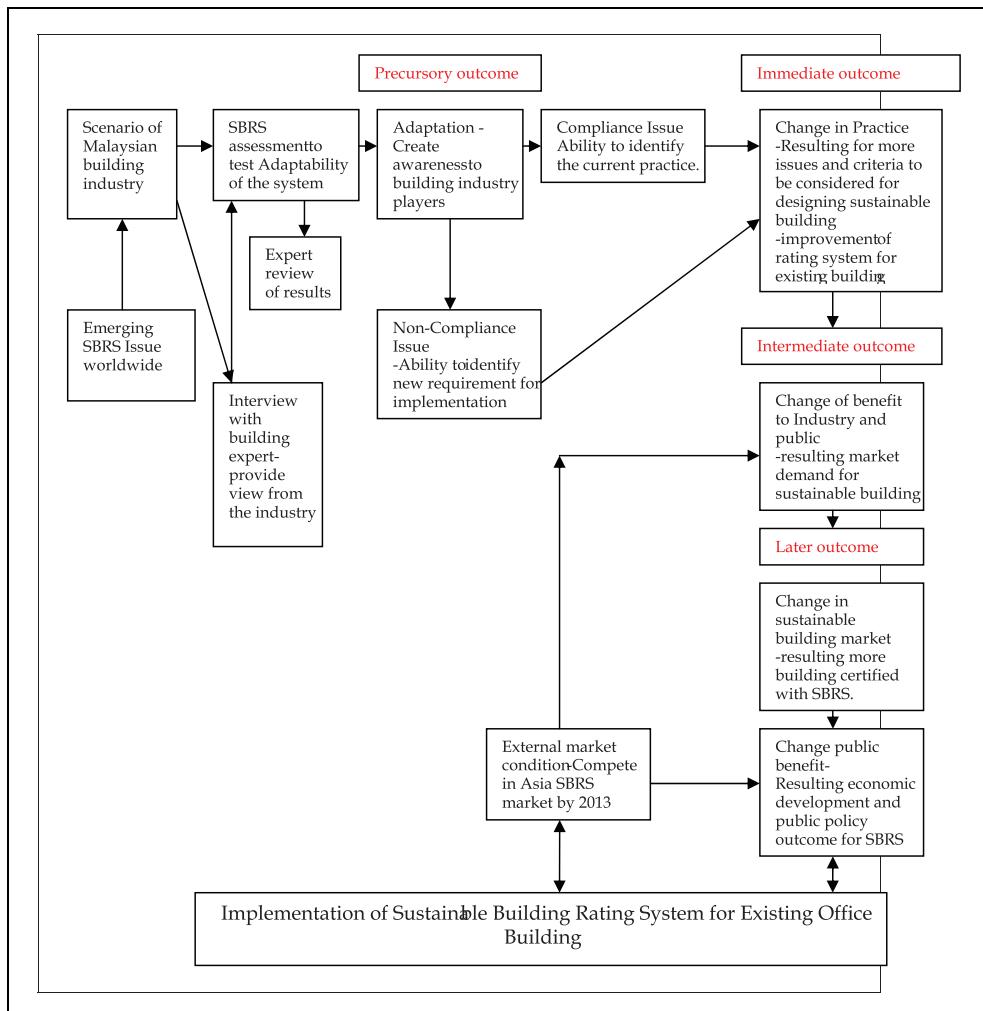 Precursory outcome
Immediate outcome
Scenario of
Malaysian
building
industry
SBRS
assessmentto
test Adaptability
of the system
Adaptation -
Create
awarenessto
building industry
players
Compliance Issue
Ability to identify
the current practice.
Change in Practice
-Resulting for more
issues and criteria to
be considered for
designing sustainable
building
-improvementof
rating system for
existing building
Expert
review
of results
Emerging
SBRS Issue
worldwide
Non-Compliance
Issue
-Ability toidentify
new requirement for
implementation
Intermediate outcome
Interview
with
building
expert-
provide
view from
the industry
Change of benefit
to Industry and
public
-resulting market
demand for
sustainable building
Later outcome
Change in
sustainable
building market
-resulting more
building certified
with SBRS.
External market
condition-Compete
in Asia SBRS
market by 2013
Change public
benefit-
Resulting economic
development and
public policy
outcome for SBRS
Implementation of Sustainable Building Rating System for Existing Office
Building